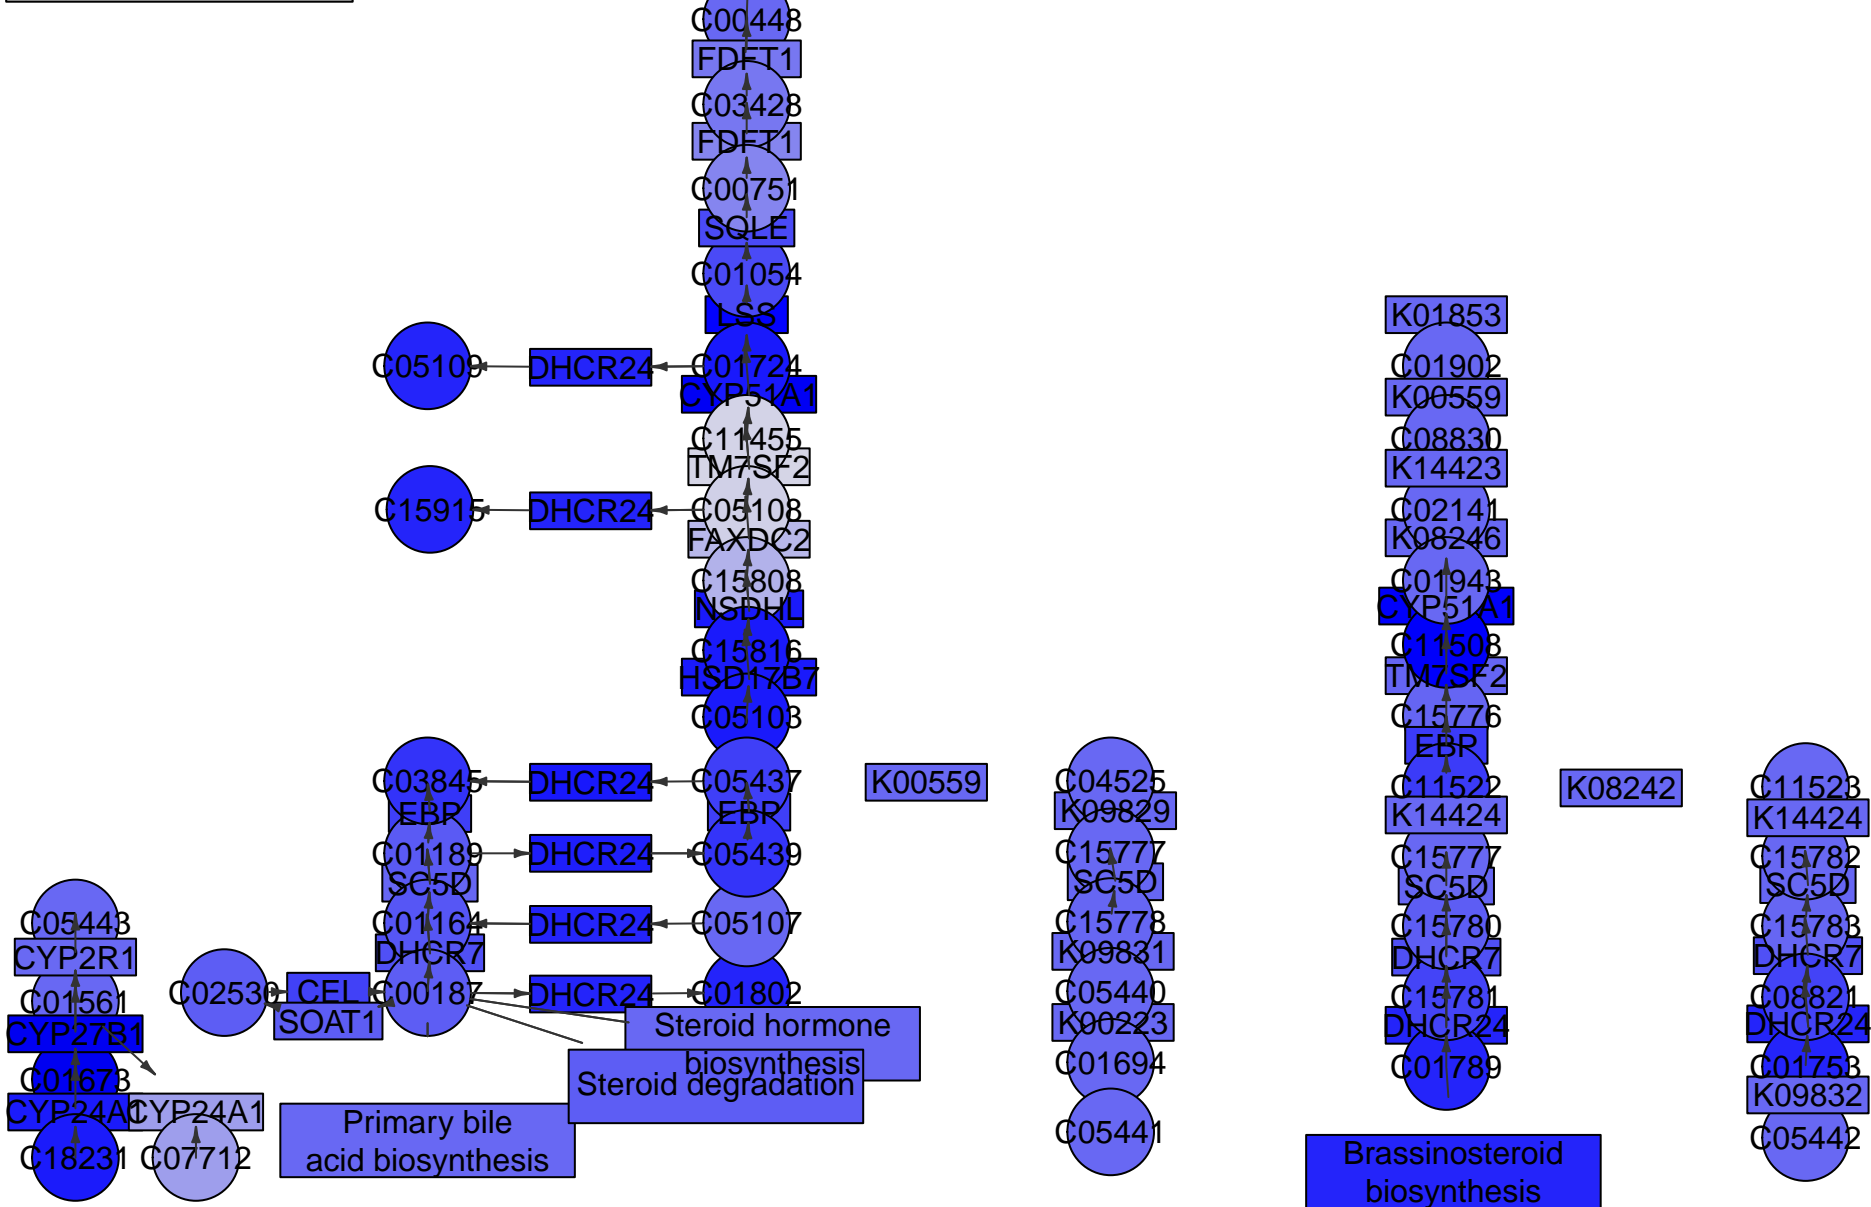 C00448
FDFT1
C03428
FDFT1
C00751
SQLE
C01054
LSS
C05109
DHCR24
C01724
CYP51A1
C11455
TM7SF2
C15915
DHCR24
C05108
FAXDC2
C15808
NSDHL
C15816
HSD17B7
C05103
C03845
DHCR24
C05437
EBP
EBP
C01189
DHCR24
C05439
SC5D
C01164
DHCR24
C05107
DHCR7
C02530
CEL
SOAT1
C00187
DHCR24
C01802
Steroid hormone
biosynthesis
Steroid degradation
Primary bile
acid biosynthesis
C05443
CYP2R1
C01561
CYP27B1
C01673
CYP24A1
CYP24A1
C18231
C07712
K00559
C04525
K09829
C15777
SC5D
C15778
K09831
C05440
K00223
C01694
C05441
K01853
C01902
K00559
C08830
K14423
C02141
K08246
C01943
CYP51A1
C11508
TM7SF2
C15776
EBP
C11522
K14424
C15777
SC5D
C15780
DHCR7
C15781
DHCR24
C01789
Brassinosteroid
biosynthesis
K08242
C11523
K14424
C15782
SC5D
C15783
DHCR7
C08821
DHCR24
C01753
K09832
C05442